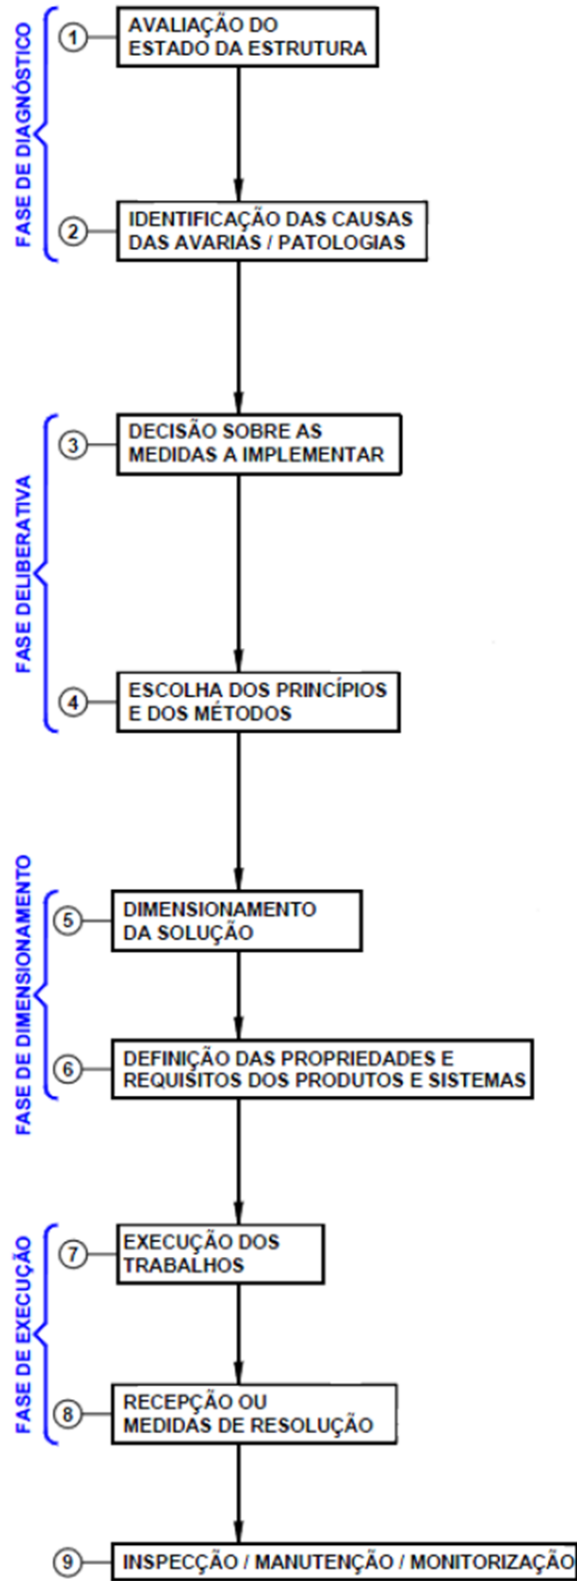 FASE DE DIAGNÓSTICO
1
AVALIAÇÃO DO
ESTADO DA ESTRUTURA
2
IDENTIFICAÇÃO DAS CAUSAS
DAS AVARIAS / PATOLOGIAS
FASE DELIBERATIVA
3
DECISÃO SOBRE AS
MEDIDAS A IMPLEMENTAR
4
ESCOLHA DOS PRINCÍPIOS
E DOS MÉTODOS
FASE DE DIMENSIONAMENTO
5
DIMENSIONAMENTO
DA SOLUÇÃO
6
DEFINIÇÃO DAS PROPRIEDADES E
REQUISITOS DOS PRODUTOS E SISTEMAS
FASE DE EXECUÇÃO
7
EXECUÇÃO DOS
TRABALHOS
8
RECEPÇÃO OU
MEDIDAS DE RESOLUÇÃO
9
INSPECÇÃO / MANUTENÇÃO / MONITORIZAÇÃO